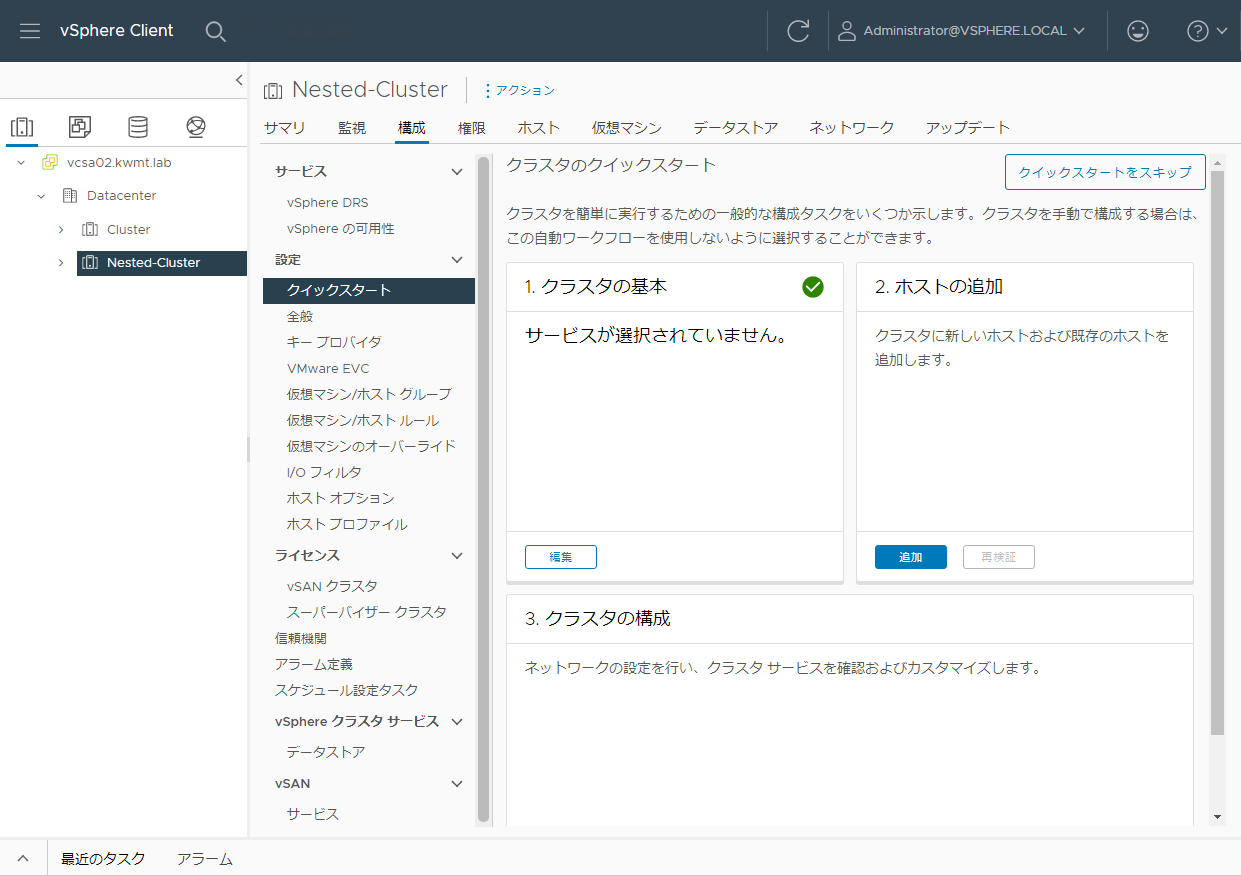 vSphere Client
Administrator@VSPHERE.LOCAL
vcsa02.kwmt.lab
Datacenter
Cluster
Nested-Cluster
Nested-Cluster
アクション
サマリ 監視 構成 権限 ホスト 仮想マシン データストア ネットワーク アップデート
サービス
vSphere DRS
vSphere の可用性
設定
クイックスタート
全般
キー プロバイダ
VMware EVC
仮想マシン/ホスト グループ
仮想マシン/ホスト ルール
仮想マシンのオーバーライド
I/O フィルタ
ホスト オプション
ホスト プロファイル
ライセンス
vSAN クラスタ
スーパーバイザー クラスタ
信頼機関
アラーム定義
スケジュール設定タスク
vSphere クラスタ サービス
データストア
vSAN
サービス
クラスタのクイックスタート
クイックスタートをスキップ
クラスタを簡単に実行するための一般的な構成タスクをいくつか示します。クラスタを手動で構成する場合は、
この自動ワークフローを使用しないように選択することができます。
1. クラスタの基本
サービスが選択されていません。
編集
2. ホストの追加
クラスタに新しいホストおよび既存のホストを
追加します。
追加 再検証
3. クラスタの構成
ネットワークの設定を行い、クラスタ サービスを確認およびカスタマイズします。
最近のタスク アラーム